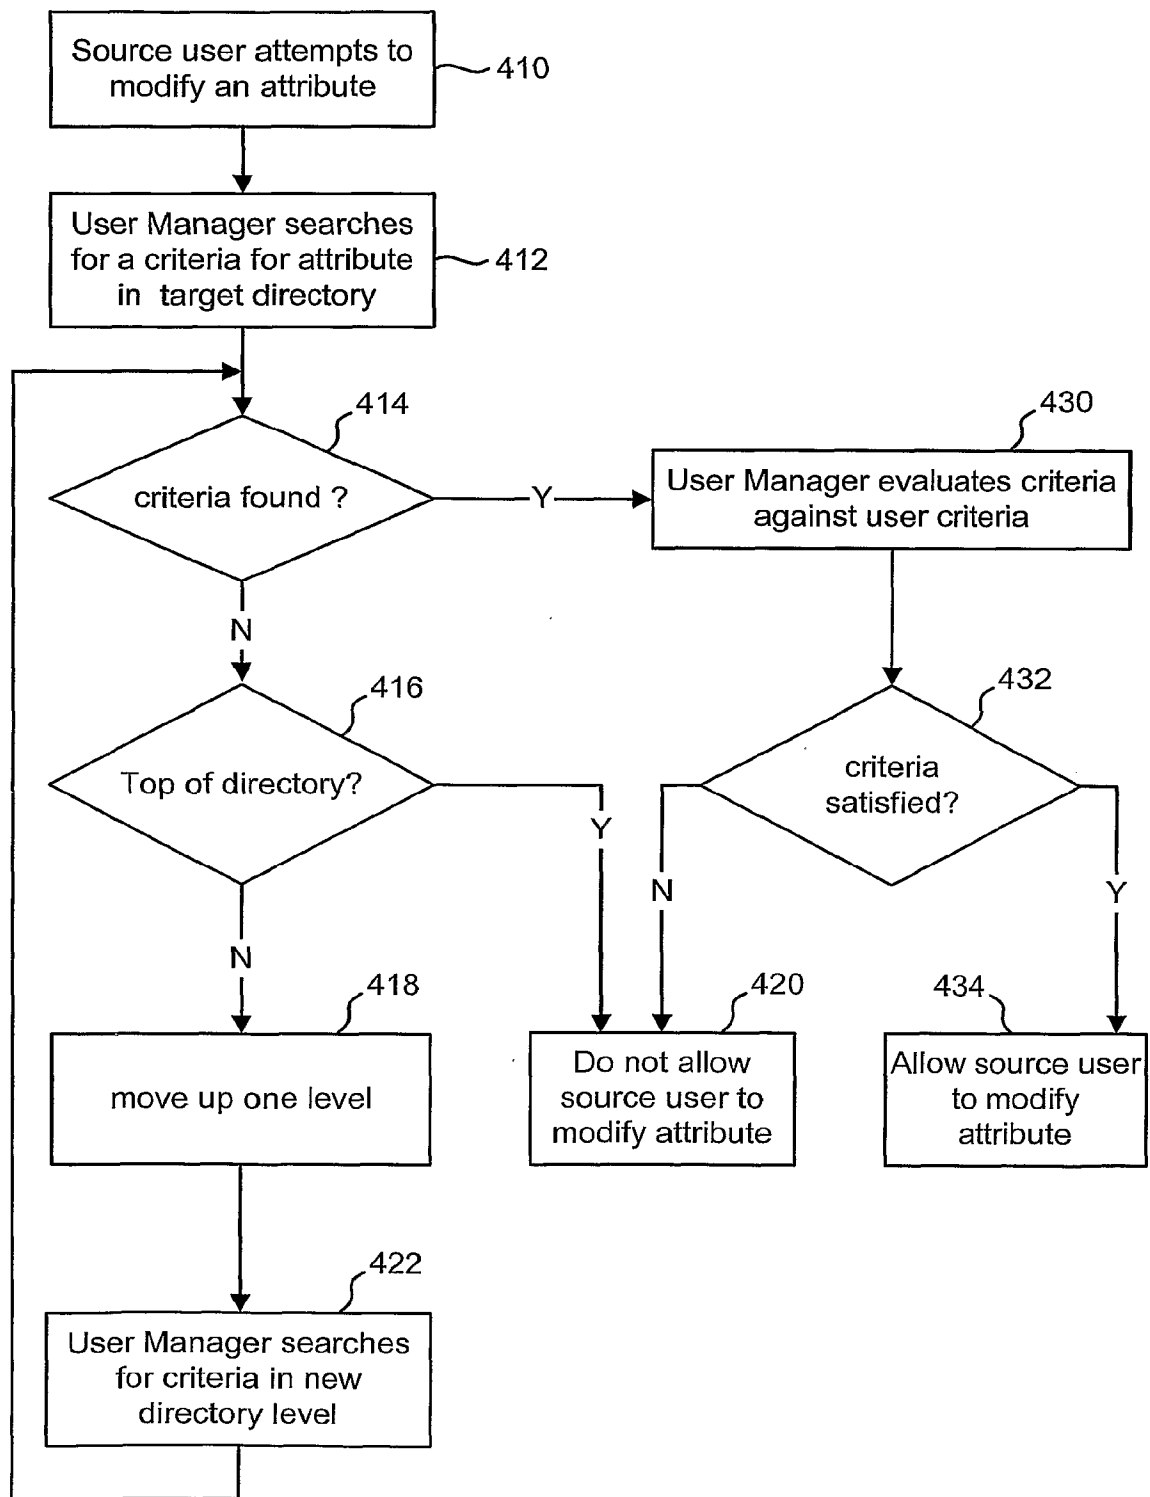 Source user attempts to
modify an attribute
410
User Manager searches
for a criteria for attribute
in target directory
412
414
criteria found ?
Y
430
User Manager evaluates criteria
against user criteria
N
416
Top of directory?
Y
432
criteria
satisfied?
N
Y
N
418
move up one level
420
Do not allow
source user to
modify attribute
434
Allow source user
to modify
attribute
422
User Manager searches
for criteria in new
directory level